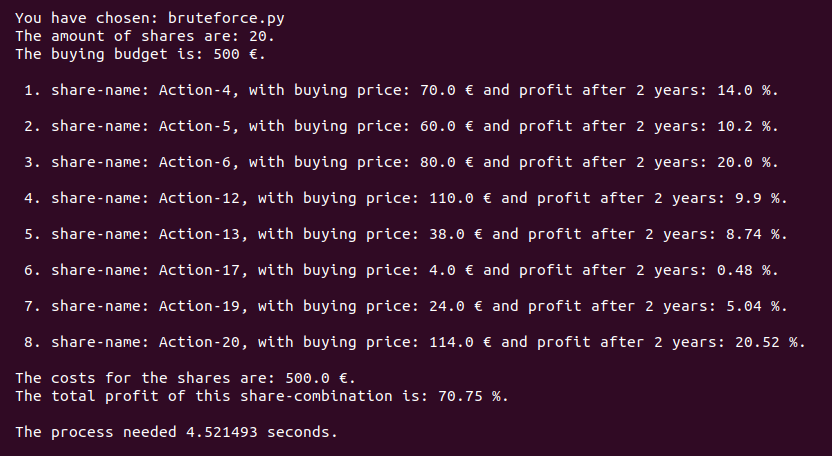 You have chosen: bruteforce.py
The amount of shares are: 20.
The buying budget is: 500 €.
1. share-name: Action-4, with buying price: 70.0 € and profit after 2 years: 14.0 %.
2. share-name: Action-5, with buying price: 60.0 € and profit after 2 years: 10.2 %.
3. share-name: Action-6, with buying price: 80.0 € and profit after 2 years: 20.0 %.
4. share-name: Action-12, with buying price: 110.0 € and profit after 2 years: 9.9 %.
5. share-name: Action-13, with buying price: 38.0 € and profit after 2 years: 8.74 %.
6. share-name: Action-17, with buying price: 4.0 € and profit after 2 years: 0.48 %.
7. share-name: Action-19, with buying price: 24.0 € and profit after 2 years: 5.04 %.
8. share-name: Action-20, with buying price: 114.0 € and profit after 2 years: 20.52 %.
The costs for the shares are: 500.0 €.
The total profit of this share-combination is: 70.75 %.
The process needed 4.521493 seconds.